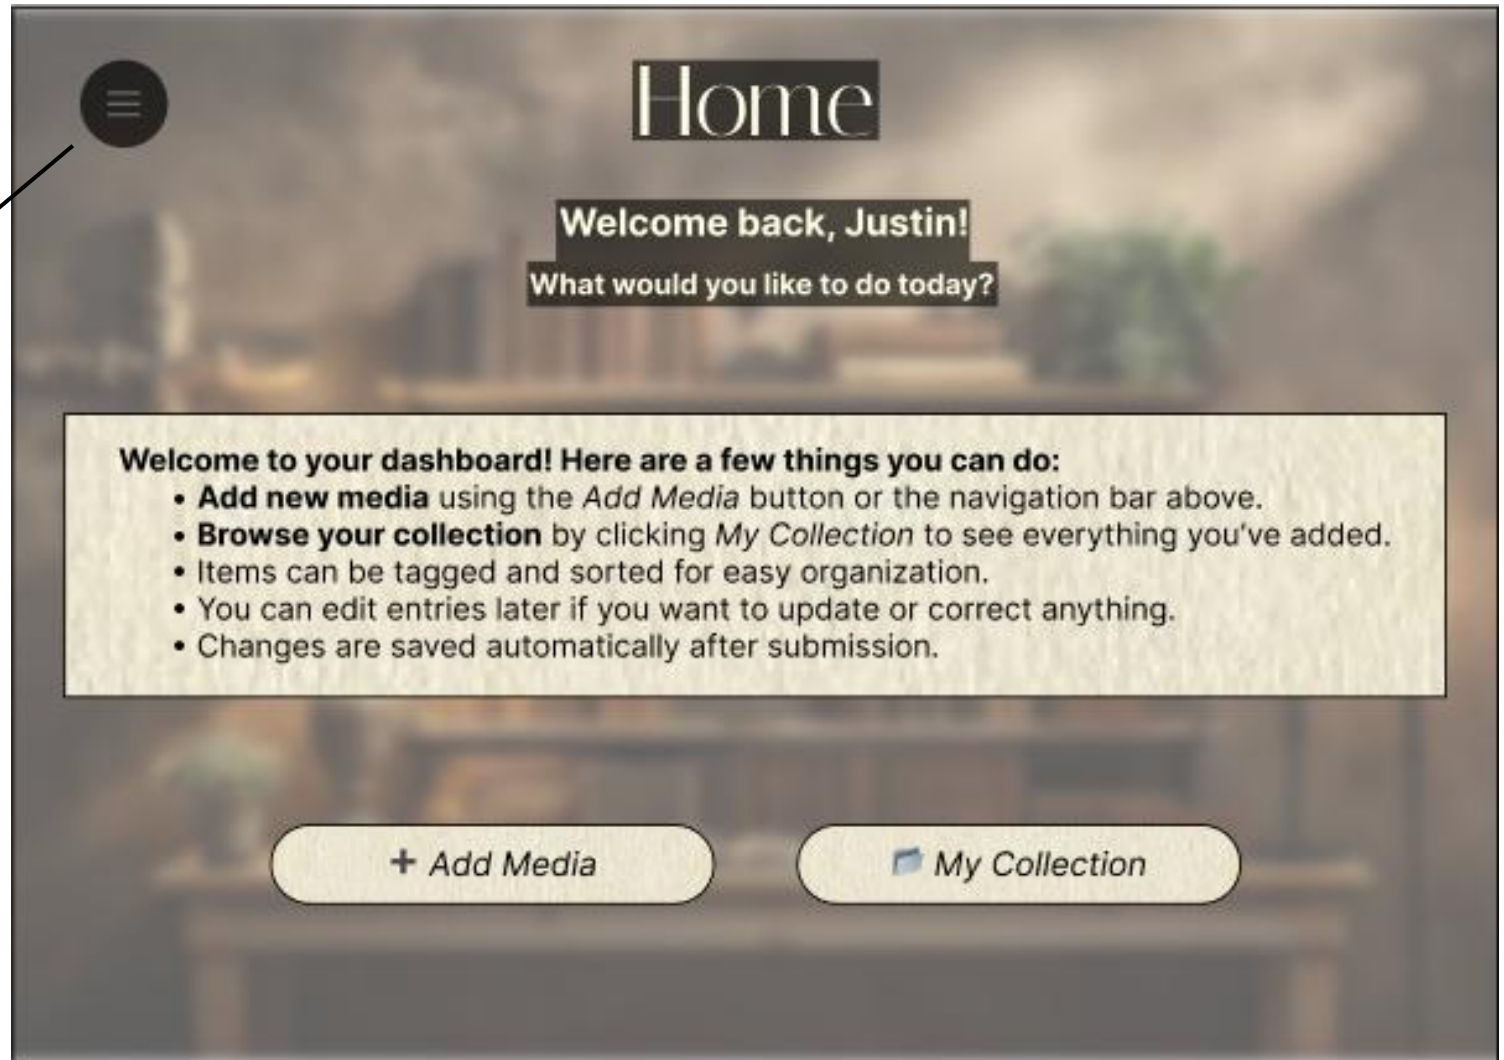 Home
Welcome back, Justin!
What would you like to do today?
Welcome to your dashboard! Here are a few things you can do:
• Add new media using the Add Media button or the navigation bar above.
• Browse your collection by clicking My Collection to see everything you've added.
• Items can be tagged and sorted for easy organization.
• You can edit entries later if you want to update or correct anything.
• Changes are saved automatically after submission.
+ Add Media
My Collection